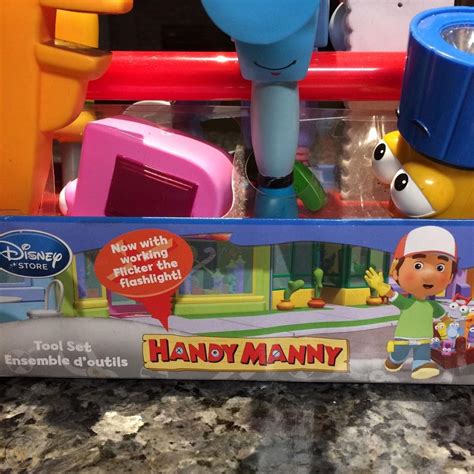 Disney
STORE
Now with
working
Flicker the
flashlight!
Tool Set
Ensemble d'outils
HANDY MANNY